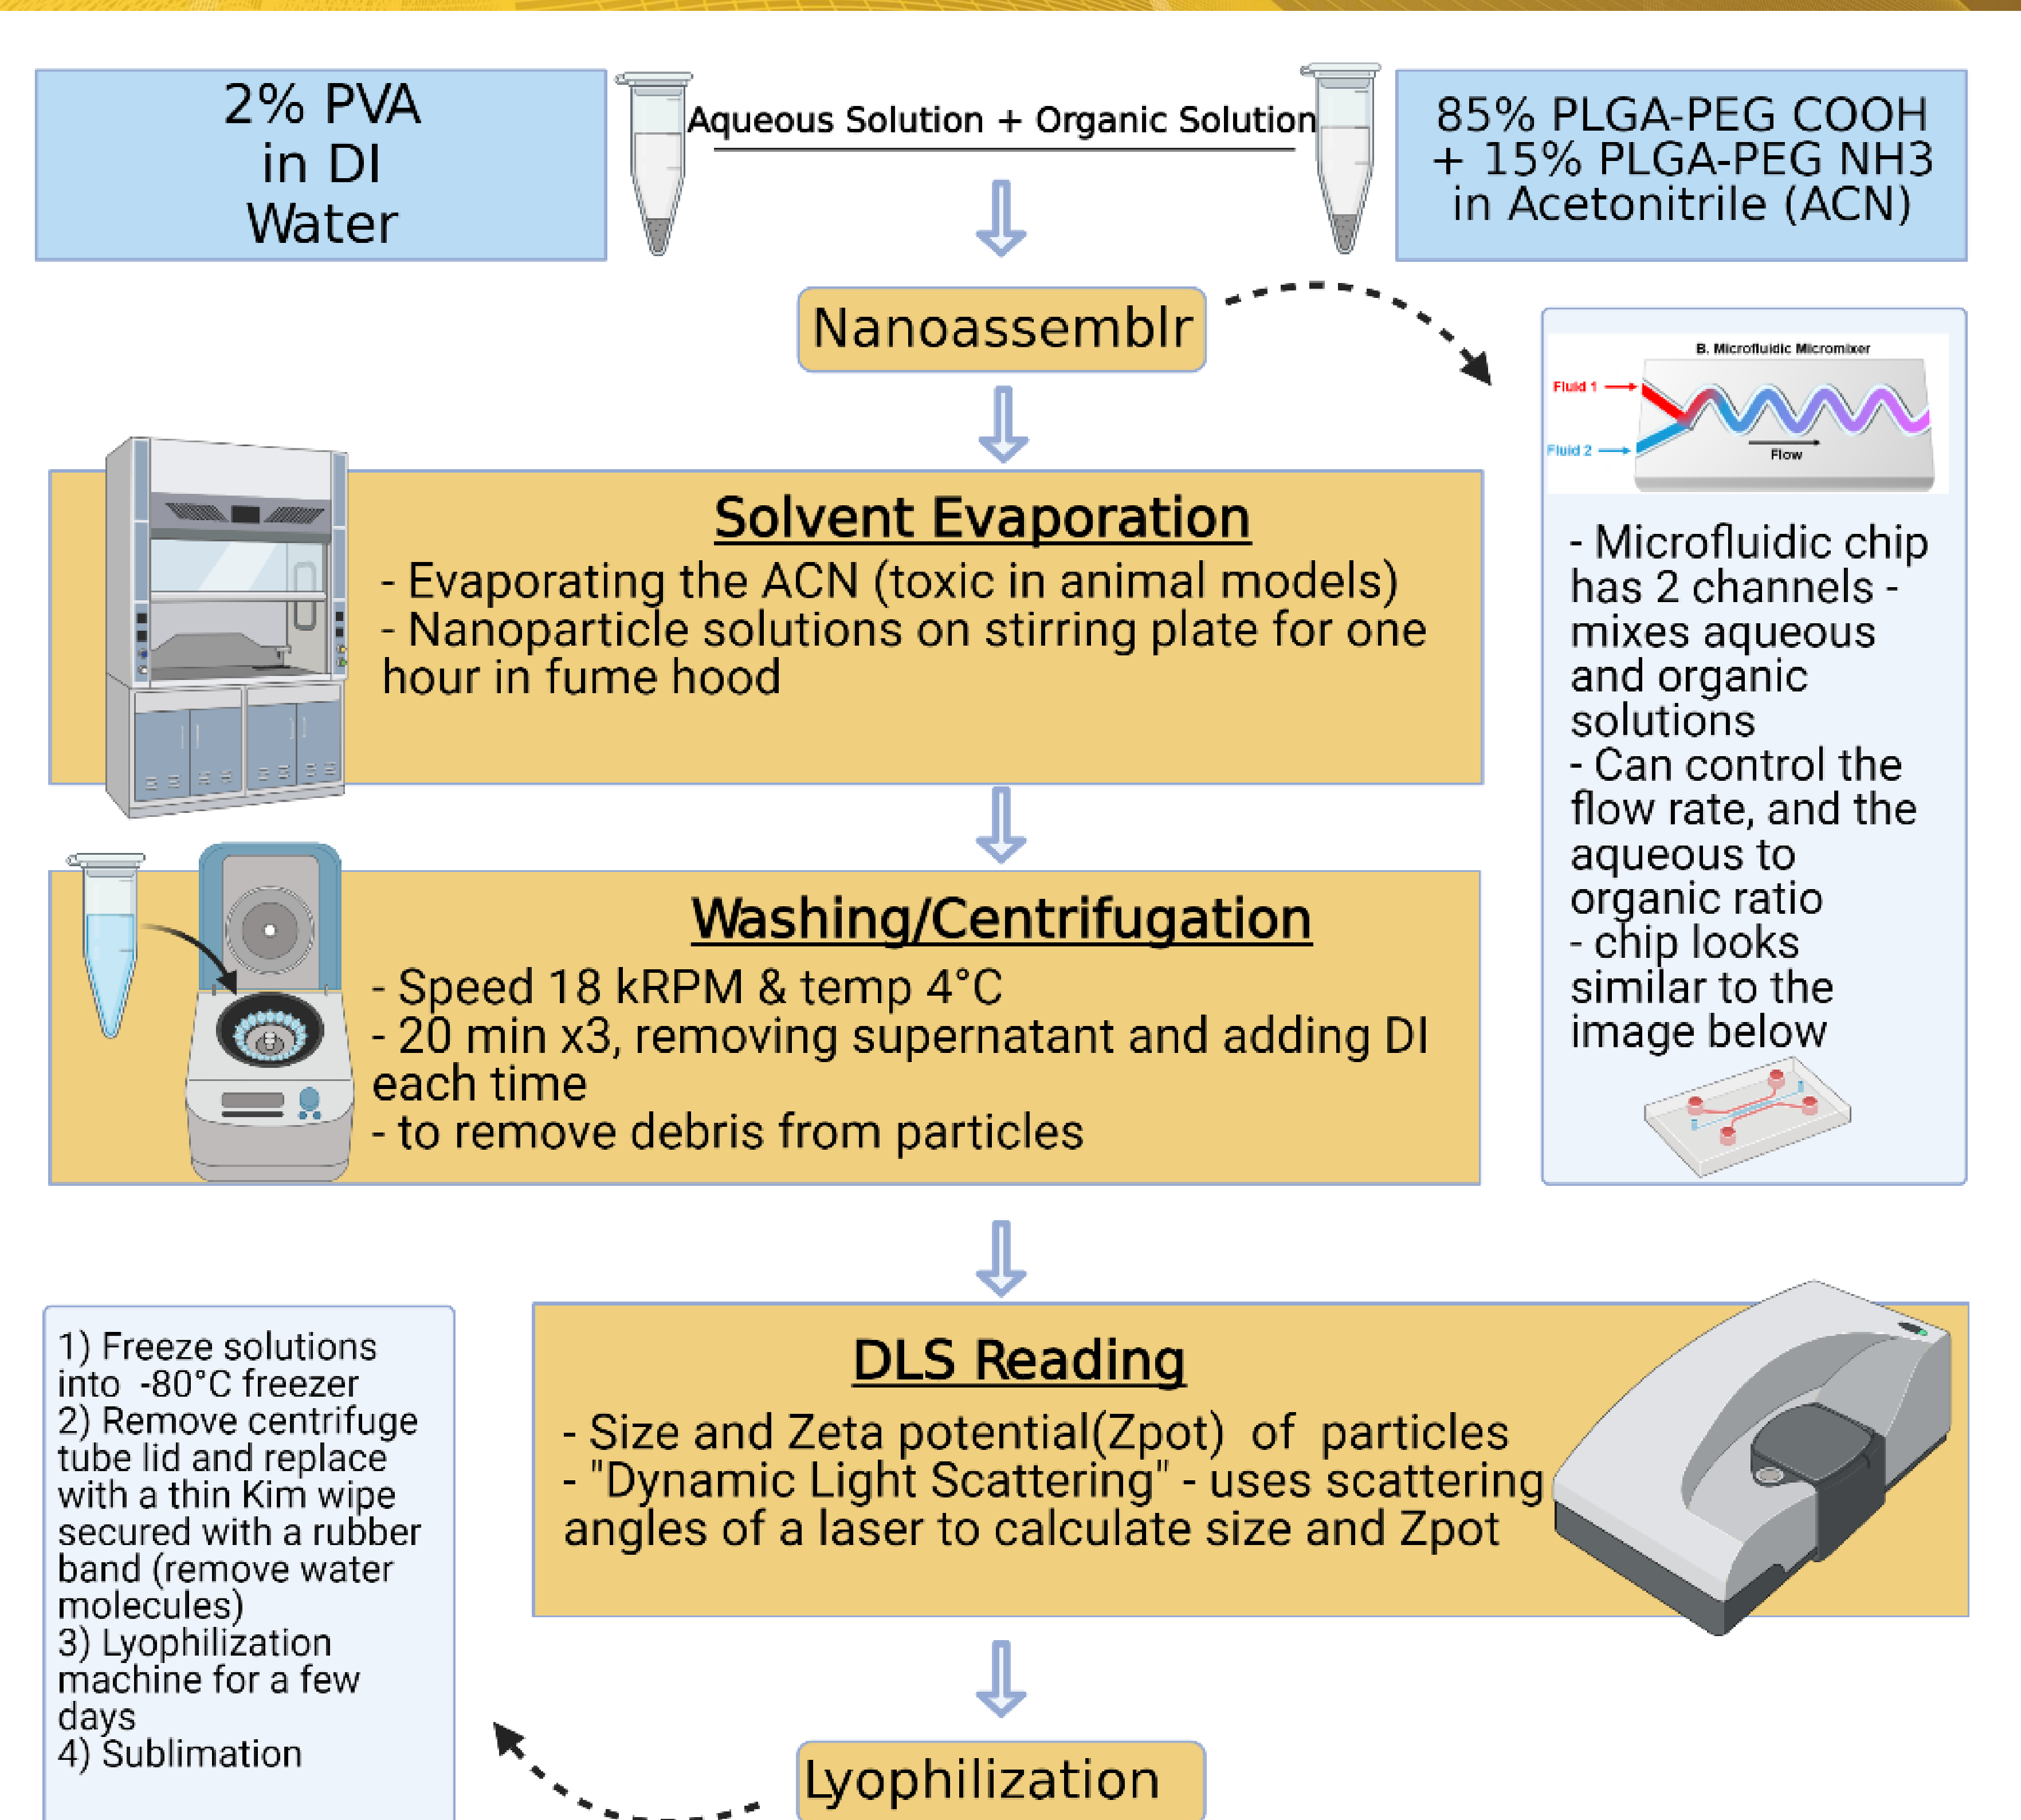 2% PVA
in DI
Water
Aqueous Solution + Organic Solution
85% PLGA-PEG COOH
+ 15% PLGA-PEG NH3
in Acetonitrile (ACN)
Nanoassemblr
B. Microfluidic Micromixer
Fluid 1
Fluid 2
Flow
- Microfluidic chip
has 2 channels -
mixes aqueous
and organic
solutions
- Can control the
flow rate, and the
aqueous to
organic ratio
- chip looks
similar to the
image below
Solvent Evaporation
- Evaporating the ACN (toxic in animal models)
- Nanoparticle solutions on stirring plate for one
hour in fume hood
Washing/Centrifugation
- Speed 18 kRPM & temp 4°C
- 20 min x3, removing supernatant and adding DI
each time
- to remove debris from particles
DLS Reading
- Size and Zeta potential(Zpot) of particles
- "Dynamic Light Scattering" - uses scattering
angles of a laser to calculate size and Zpot
Lyophilization
1) Freeze solutions
into -80°C freezer
2) Remove centrifuge
tube lid and replace
with a thin Kim wipe
secured with a rubber
band (remove water
molecules)
3) Lyophilization
machine for a few
days
4) Sublimation